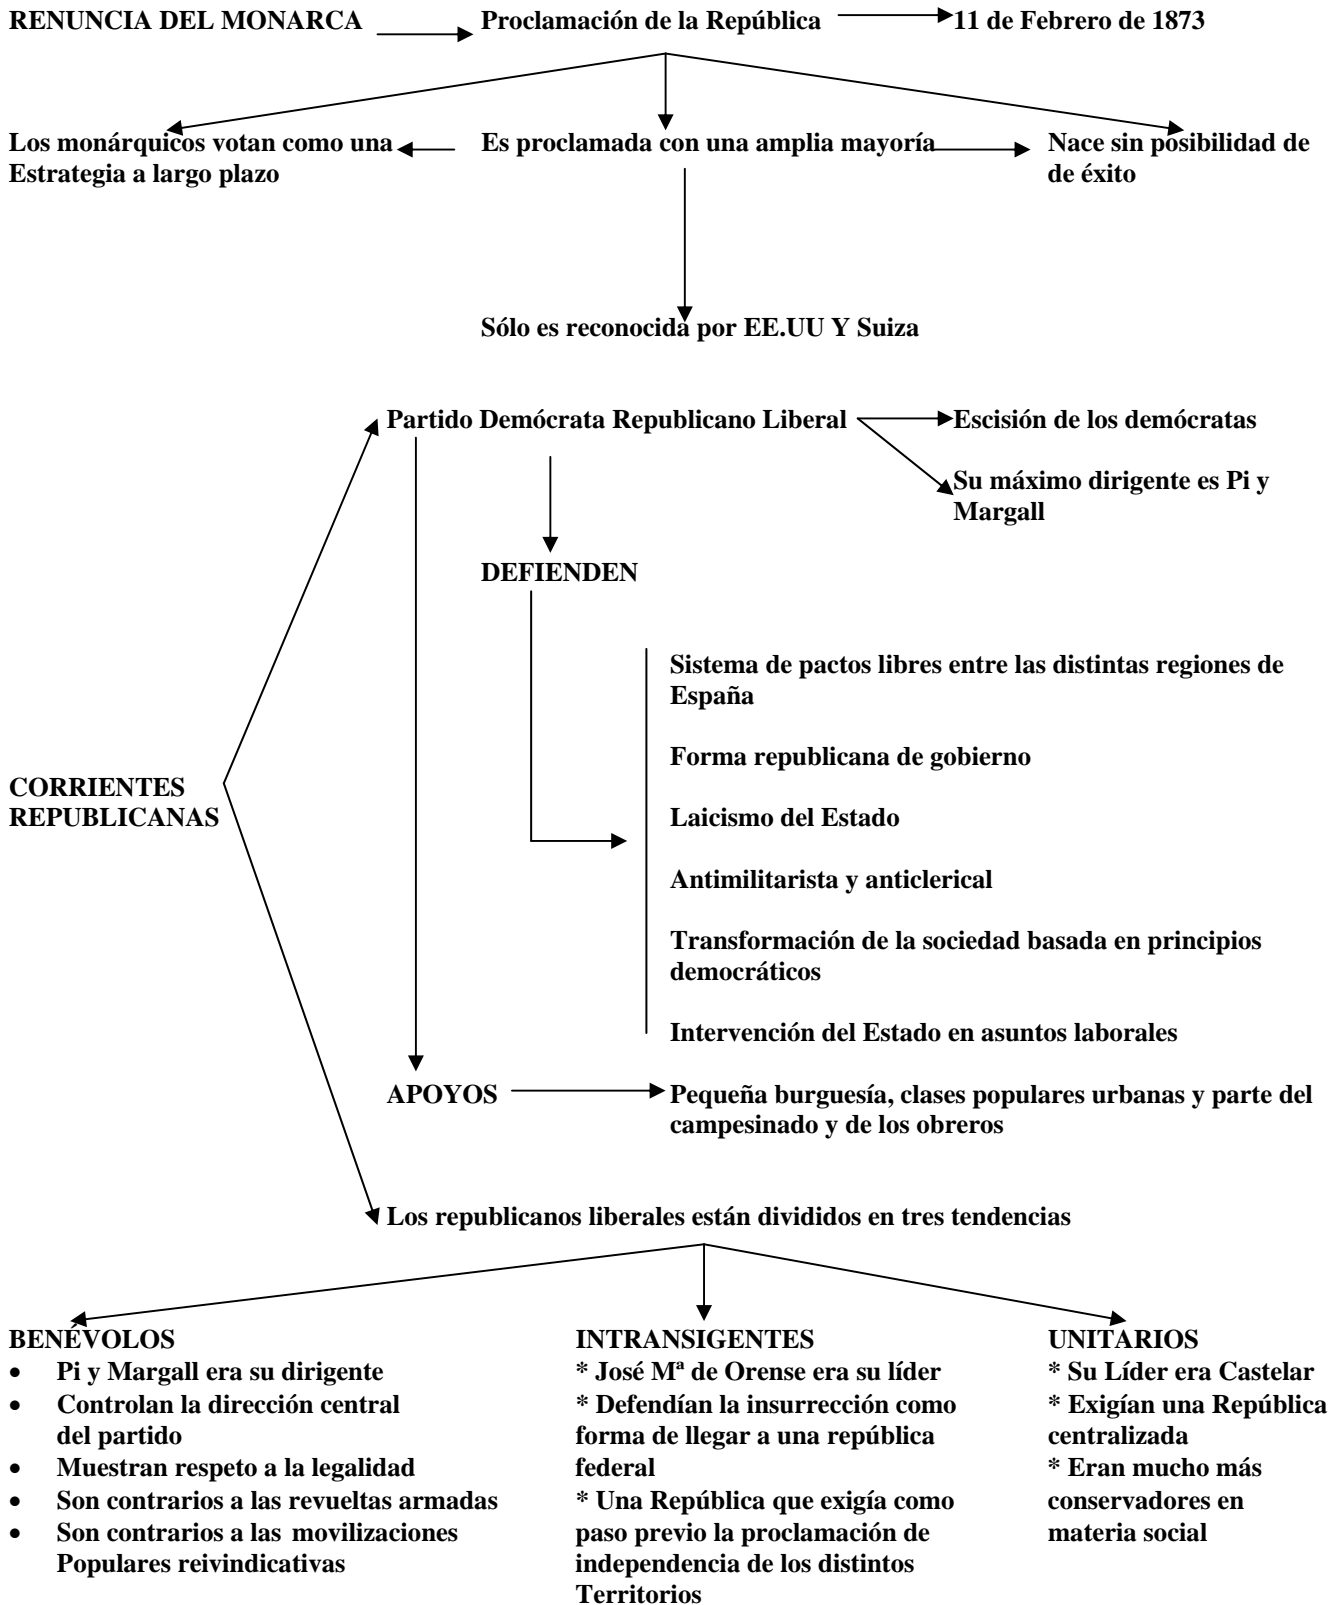 RENUNCIA DEL MONARCA Proclamación de la República 11 de Febrero de 1873
Los monárquicos votan como una
Estrategia a largo plazo
Es proclamada con una amplia mayoría
Nace sin posibilidad de
de éxito
Sólo es reconocida por EE.UU Y Suiza
CORRIENTES
REPUBLICANAS
Partido Demócrata Republicano Liberal
Escisión de los demócratas
Su máximo dirigente es Pi y
Margall
DEFIENDEN
Sistema de pactos libres entre las distintas regiones de
España
Forma republicana de gobierno
Laicismo del Estado
Antimilitarista y anticlerical
Transformación de la sociedad basada en principios
democráticos
Intervención del Estado en asuntos laborales
APOYOS
Pequeña burguesía, clases populares urbanas y parte del
campesinado y de los obreros
Los republicanos liberales están divididos en tres tendencias
BENÉVOLOS
• Pi y Margall era su dirigente
• Controlan la dirección central
del partido
• Muestran respeto a la legalidad
• Son contrarios a las revueltas armadas
• Son contrarios a las movilizaciones
Populares reivindicativas
INTRANSIGENTES
* José Mª de Orense era su líder
* Defendían la insurrección como
forma de llegar a una república
federal
* Una República que exigía como
paso previo la proclamación de
independencia de los distintos
Territorios
UNITARIOS
* Su Líder era Castelar
* Exigían una República
centralizada
* Eran mucho más
conservadores en
materia social